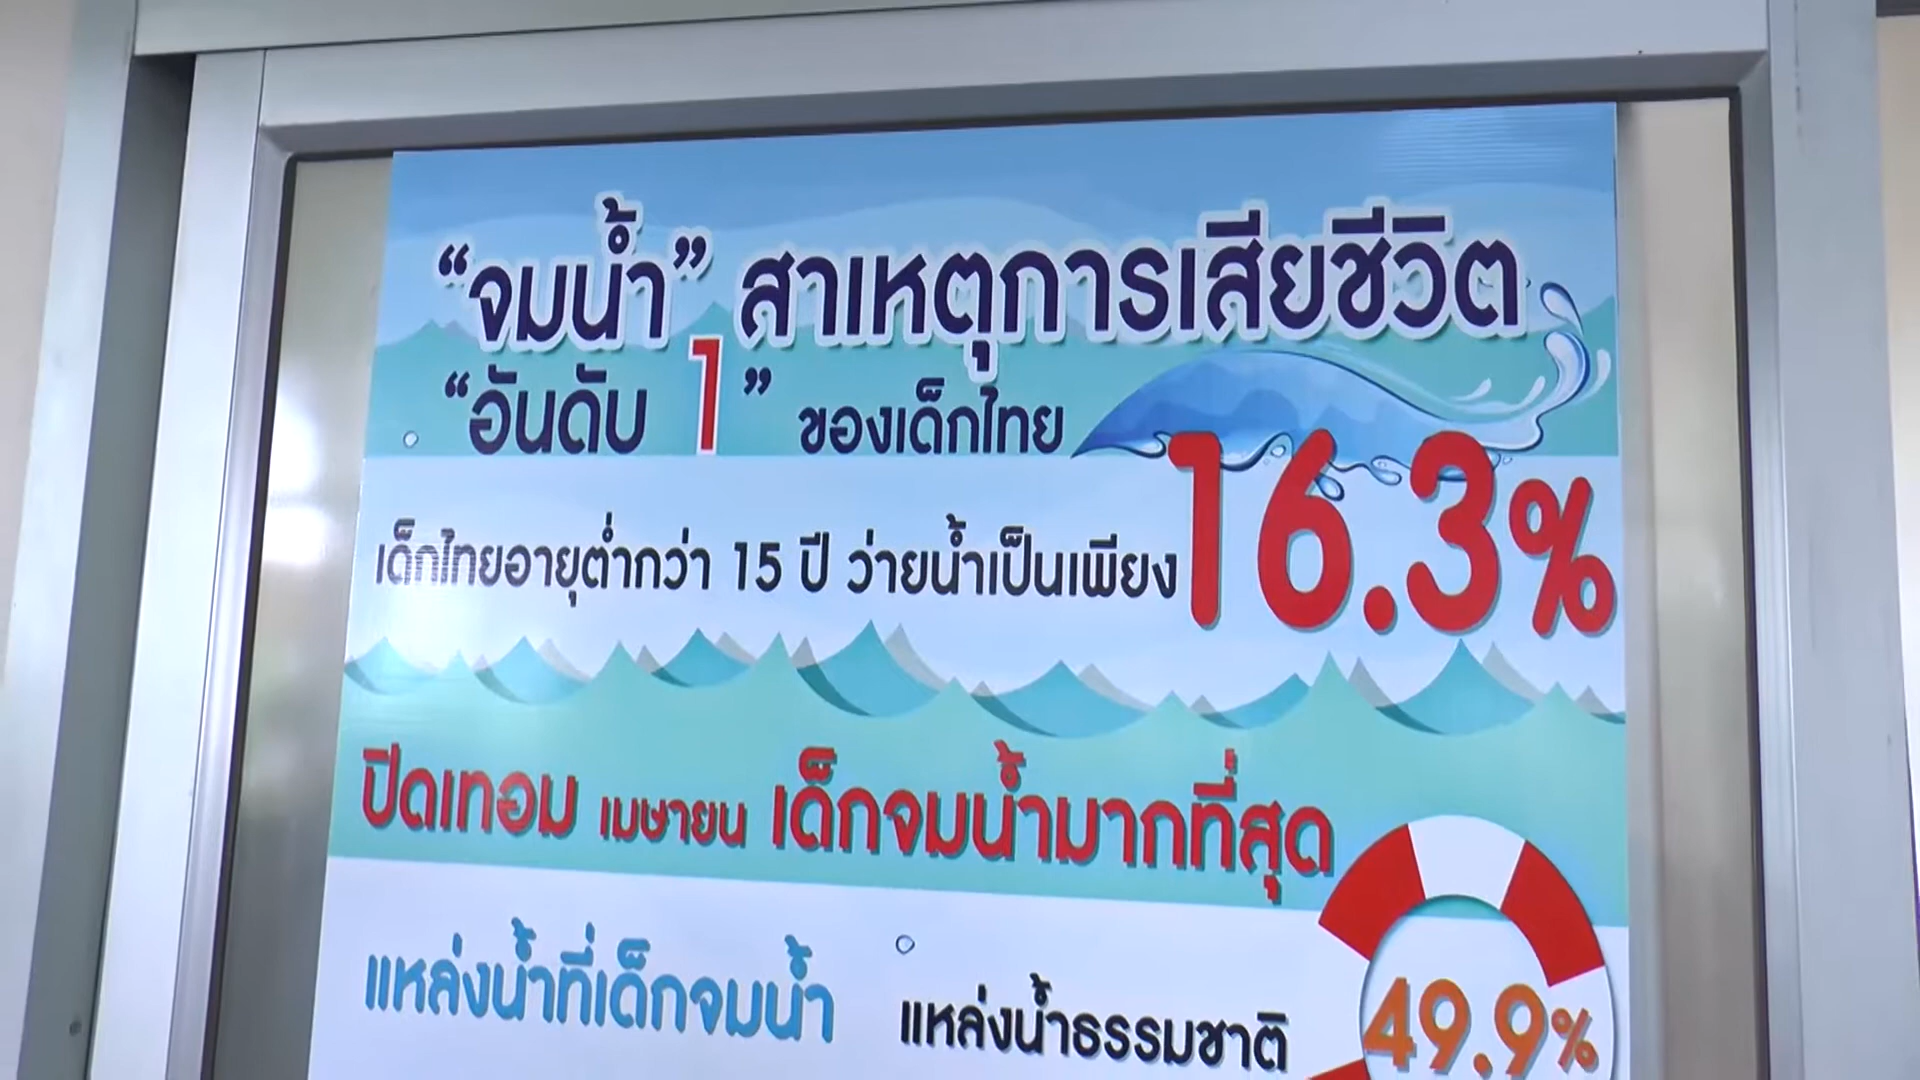 “จมน้ำ” สาเหตุการเสียชีวิต
“อันดับ 1” ของเด็กไทย
เด็กไทยอายุต่ำกว่า 15 ปี ว่ายน้ำเป็นเพียง 16.3%
ปิดเทอม เมษายน เด็กจมน้ำมากที่สุด
แหล่งน้ำที่เด็กจมน้ำ
แหล่งน้ำธรรมชาติ 49.9%